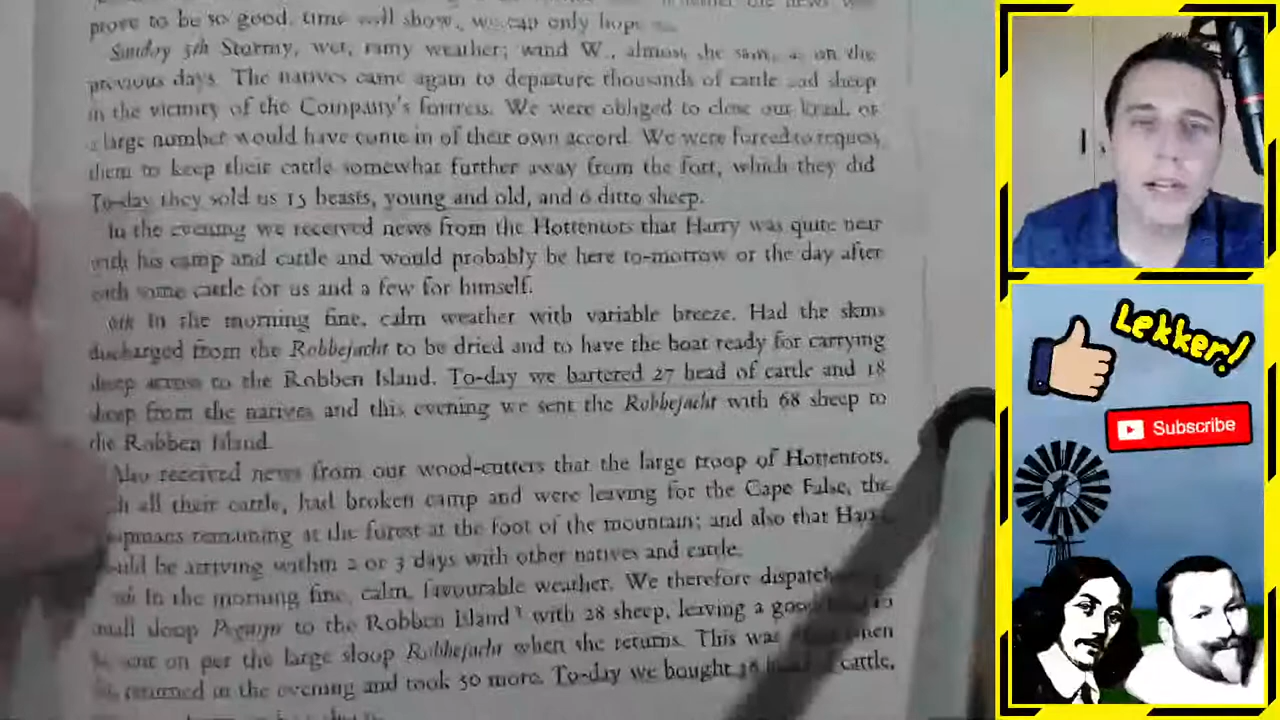 prove to be so good, time will show, we can only hope so.
Sunday 5th Stormy, wet, rainy weather; wind W., almost the same as on the
previous days. The natives came again to depasture thousands of cattle and sheep
in the vicinity of the Company's fortress. We were obliged to close our kraal, or
a large number would have come in of their own accord. We were forced to request
them to keep their cattle somewhat further away from the fort, which they did
To-day they sold us 15 beasts, young and old, and 6 ditto sheep.
In the evening we received news from the Hottentots that Harry was quite near
with his camp and cattle and would probably be here to-morrow or the day after
with some cattle for us and a few for himself.
6th In the morning fine, calm weather with variable breeze. Had the skins
discharged from the Robbejacht to be dried and to have the boat ready for carrying
sheep across to the Robben Island. To-day we bartered 27 head of cattle and 18
sheep from the natives and this evening we sent the Robbejacht with 68 sheep to
the Robben Island.
Also received news from our wood-cutters that the large troop of Hottentots,
all their cattle, had broken camp and were leaving for the Cape False, the
remaining at the forest at the foot of the mountain; and also that
be arriving within 2 or 3 days with other natives and cattle.
In the morning fine, calm, favourable weather. We therefore
small sloop to the Robben Island¹ with 28 sheep, leaving a good
sent on per the large sloop Robbejacht when she returns. This was
returned in the evening and took 50 more. To-day we bought cattle,
Lekker!
Subscribe